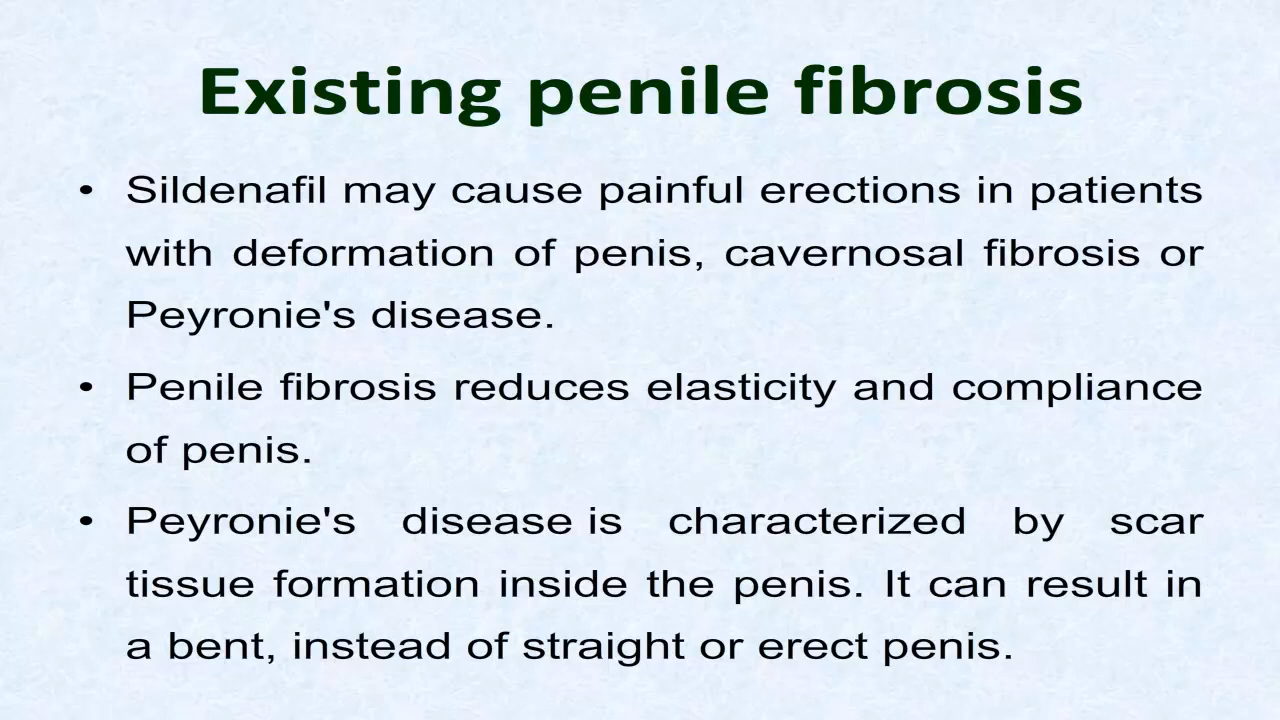 Existing penile fibrosis
• Sildenafil may cause painful erections in patients
with deformation of penis, cavernosal fibrosis or
Peyronie's disease.
• Penile fibrosis reduces elasticity and compliance
of penis.
• Peyronie's disease is characterized by scar
tissue formation inside the penis. It can result in
a bent, instead of straight or erect penis.